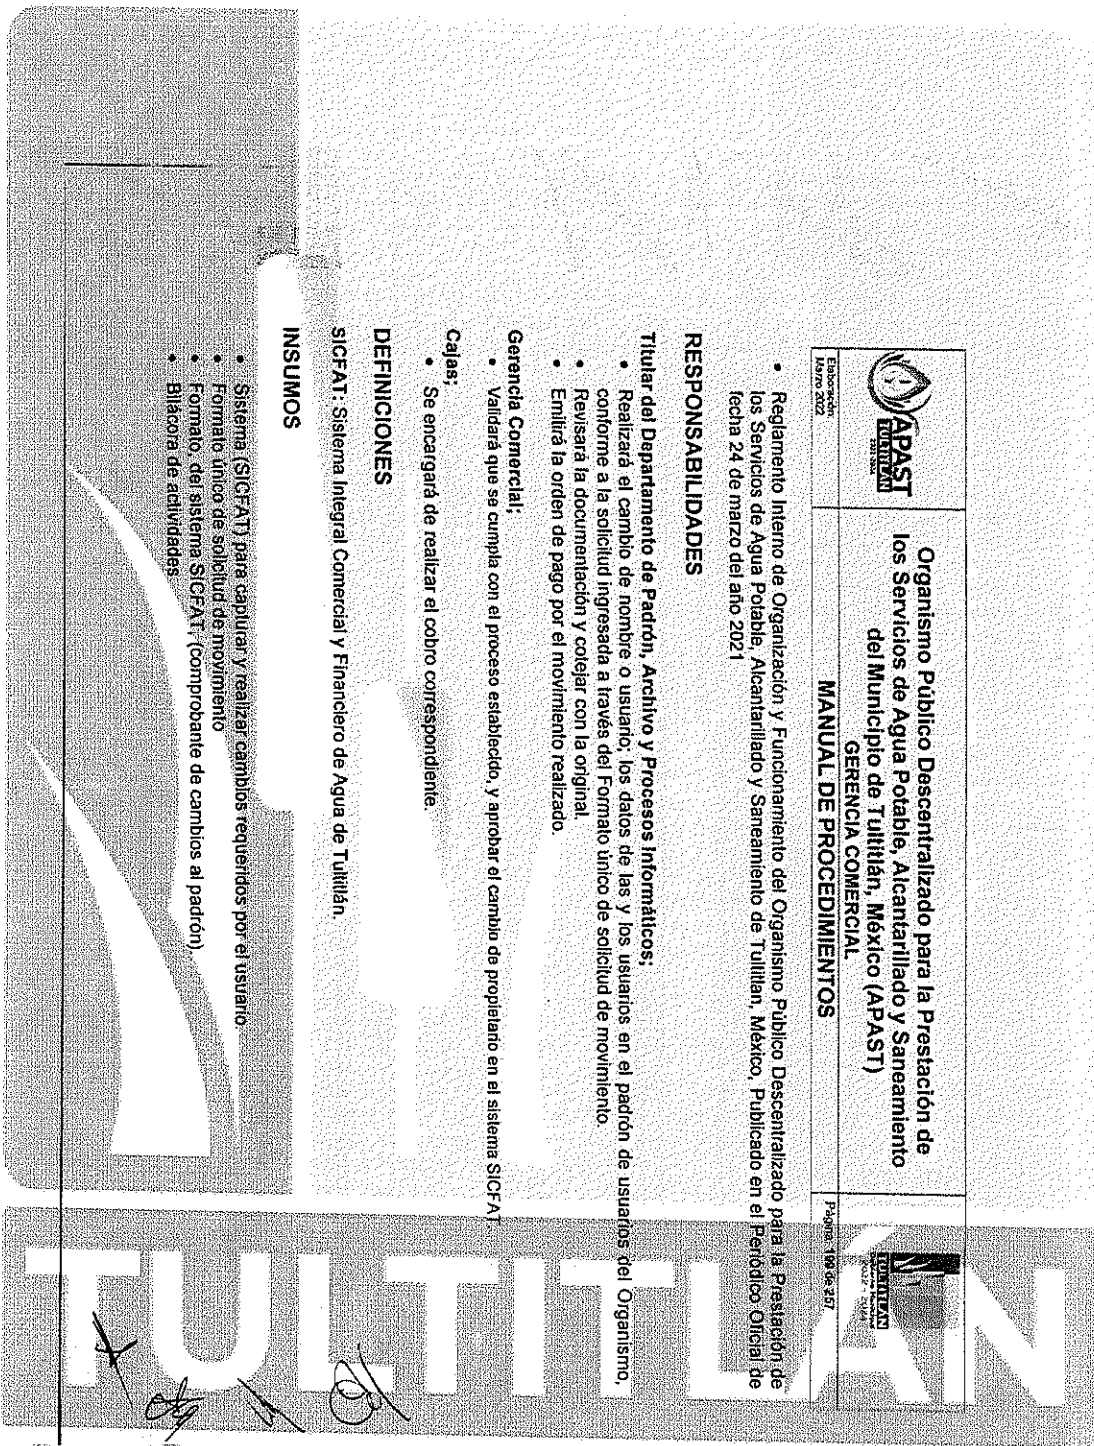 APAST
TULTITLÁN
Elaboración:
Marzo 2022
Organismo Público Descentralizado para la Prestación de
los Servicios de Agua Potable, Alcantarillado y Saneamiento
del Municipio de Tultitlán, México (APAST)
GERENCIA COMERCIAL
MANUAL DE PROCEDIMIENTOS
TULTITLÁN
Página: 199 de 257
• Reglamento Interno de Organización y Funcionamiento del Organismo Público Descentralizado para la Prestación de
los Servicios de Agua Potable, Alcantarillado y Saneamiento de Tultitlan, México, Publicado en el Periódico Oficial de
fecha 24 de marzo del año 2021
RESPONSABILIDADES
Titular del Departamento de Padrón, Archivo y Procesos Informáticos;
• Realizará el cambio de nombre o usuario; los datos de las y los usuarios en el padrón de usuarios del Organismo,
conforme a la solicitud ingresada a través del Formato único de solicitud de movimiento.
• Revisará la documentación y cotejar con la original.
• Emitirá la orden de pago por el movimiento realizado.
Gerencia Comercial;
• Validará que se cumpla con el proceso establecido, y aprobar el cambio de propietario en el sistema SICFAT.
Cajas;
• Se encargará de realizar el cobro correspondiente.
DEFINICIONES
SICFAT: Sistema Integral Comercial y Financiero de Agua de Tultitlán.
INSUMOS
• Sistema (SICFAT) para capturar y realizar cambios requeridos por el usuario.
• Formato único de solicitud de movimiento
• Formato, del sistema SICFAT, (comprobante de cambios al padrón).
• Bitácora de actividades
TULTITLÁN